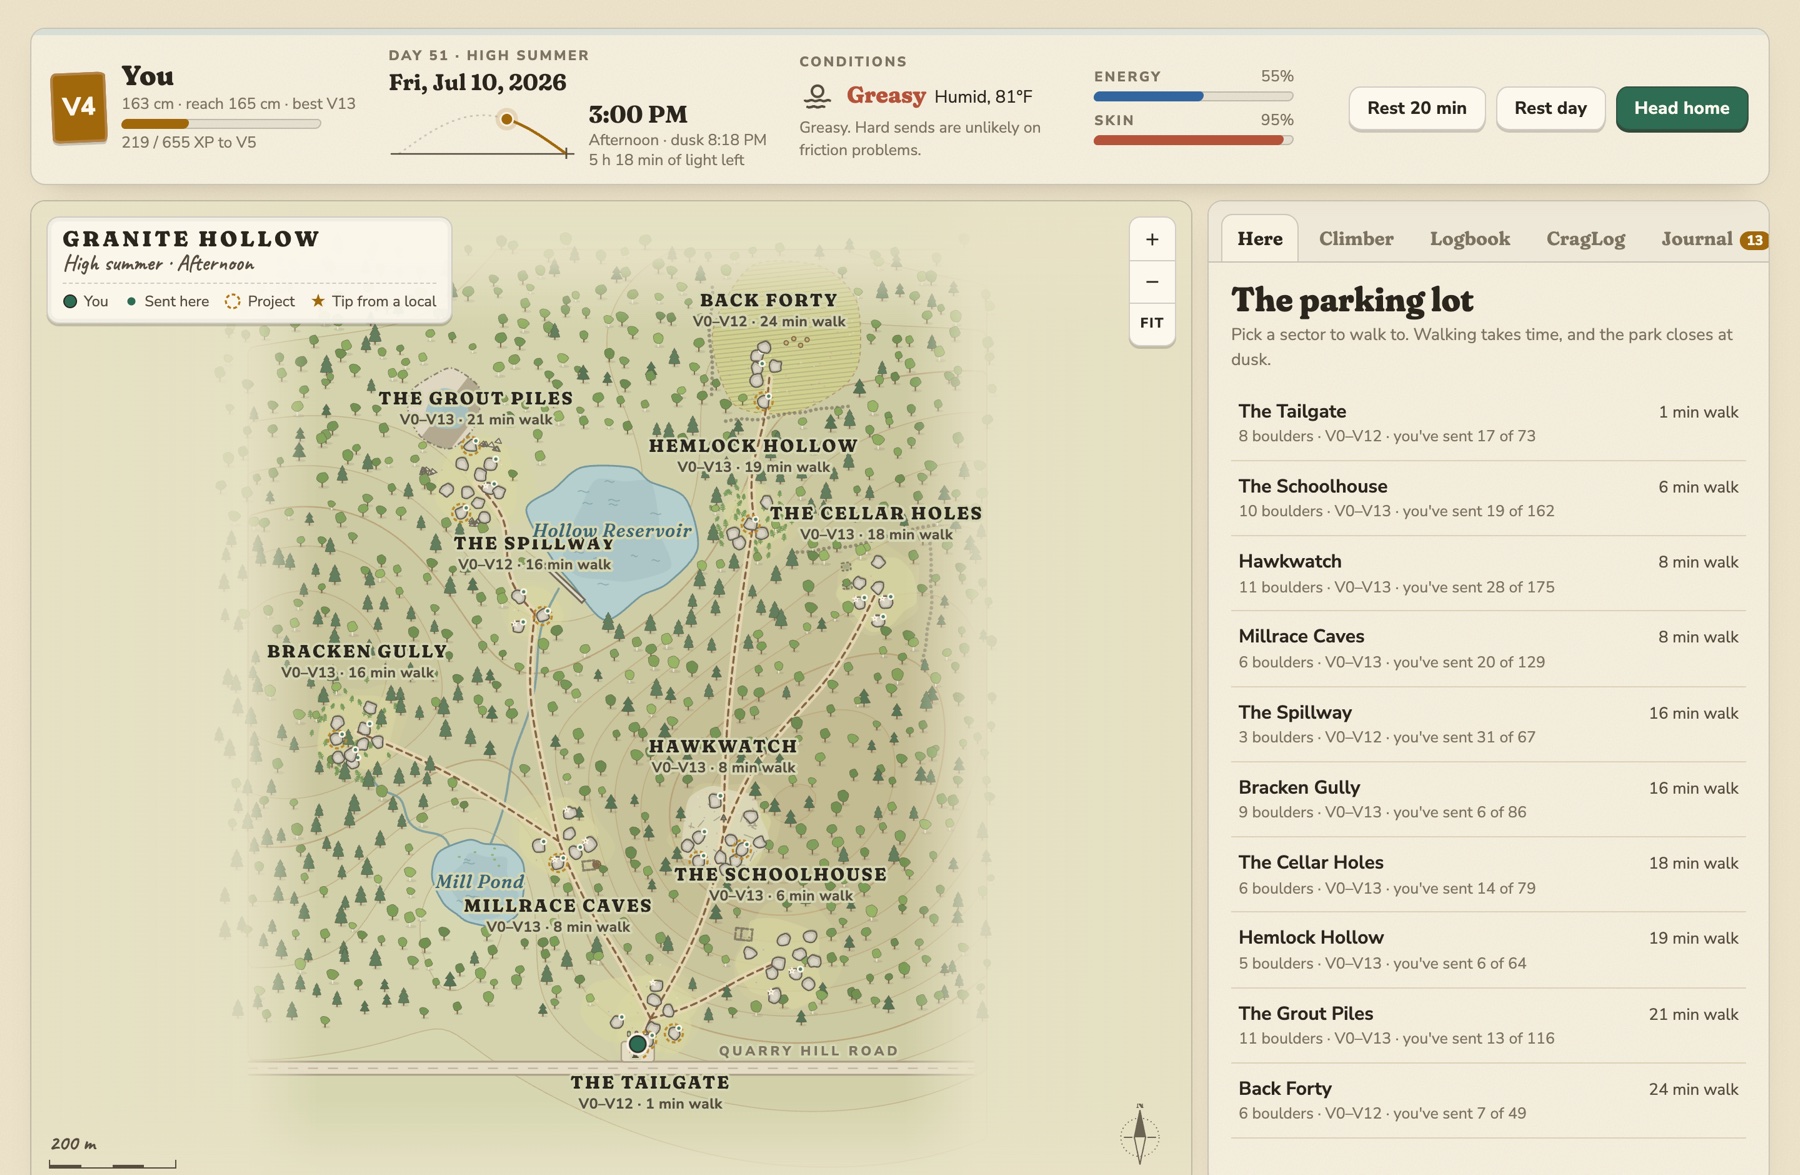 V4
You
163 cm · reach 165 cm · best V13
219 / 655 XP to V5
DAY 51 · HIGH SUMMER
Fri, Jul 10, 2026
3:00 PM
Afternoon · dusk 8:18 PM
5 h 18 min of light left
CONDITIONS
Greasy Humid, 81°F
Greasy. Hard sends are unlikely on
friction problems.
ENERGY 55%
SKIN 95%
Rest 20 min
Rest day
Head home
GRANITE HOLLOW
High summer · Afternoon
You
Sent here
Project
Tip from a local
+
−
FIT
BACK FORTY
V0–V12 · 24 min walk
THE GROUT PILES
V0–V13 · 21 min walk
HEMLOCK HOLLOW
V0–V13 · 19 min walk
THE CELLAR HOLES
V0–V13 · 18 min walk
Hollow Reservoir
THE SPILLWAY
V0–V12 · 16 min walk
BRACKEN GULLY
V0–V13 · 16 min walk
HAWKWATCH
V0–V13 · 8 min walk
THE SCHOOLHOUSE
V0–V13 · 6 min walk
Mill Pond
MILLRACE CAVES
V0–V13 · 8 min walk
QUARRY HILL ROAD
THE TAILGATE
V0–V12 · 1 min walk
200 m
N
Here
Climber
Logbook
CragLog
Journal 13
The parking lot
Pick a sector to walk to. Walking takes time, and the park closes at
dusk.
The Tailgate 1 min walk
8 boulders · V0–V12 · you've sent 17 of 73
The Schoolhouse 6 min walk
10 boulders · V0–V13 · you've sent 19 of 162
Hawkwatch 8 min walk
11 boulders · V0–V13 · you've sent 28 of 175
Millrace Caves 8 min walk
6 boulders · V0–V13 · you've sent 20 of 129
The Spillway 16 min walk
3 boulders · V0–V12 · you've sent 31 of 67
Bracken Gully 16 min walk
9 boulders · V0–V13 · you've sent 6 of 86
The Cellar Holes 18 min walk
6 boulders · V0–V13 · you've sent 14 of 79
Hemlock Hollow 19 min walk
5 boulders · V0–V13 · you've sent 6 of 64
The Grout Piles 21 min walk
11 boulders · V0–V13 · you've sent 13 of 116
Back Forty 24 min walk
6 boulders · V0–V12 · you've sent 7 of 49